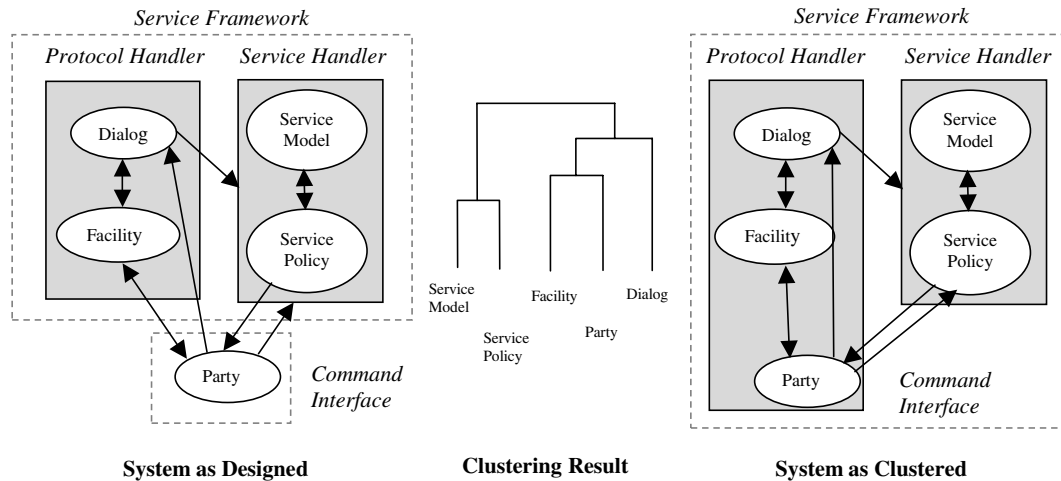 Service Framework
Protocol Handler
Service Handler
Dialog
Service
Model
Facility
Service
Policy
Party
Command
Interface
System as Designed
Service
Model
Service
Policy
Facility
Party
Dialog
Clustering Result
Service Framework
Protocol Handler
Service Handler
Dialog
Service
Model
Facility
Service
Policy
Party
Command
Interface
System as Clustered